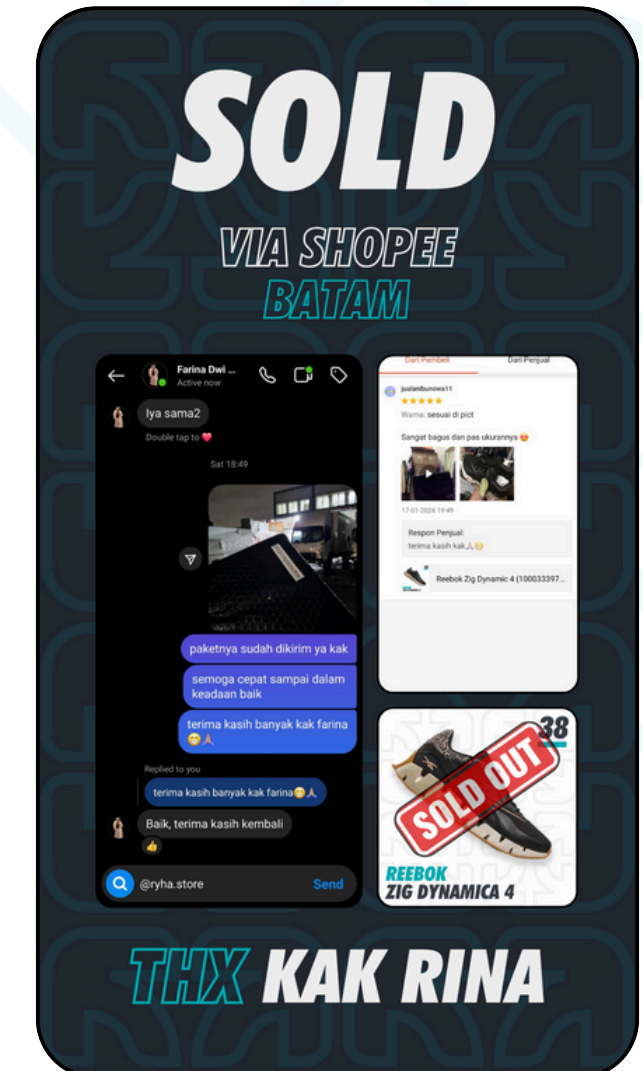 SOLD
VIA SHOPEE
BATAM
Farina Dwi ...
Active now
Iya sama2
Double tap to ❤️
Sat 18:49
paketnya sudah dikirim ya kak
semoga cepat sampai dalam
keadaan baik
terima kasih banyak kak farina
😁🙏
Replied to you
terima kasih banyak kak farina😁🙏
Baik, terima kasih kembali
👍
@ryha.store
Send
Dari Pembeli
Dari Penjual
jualanibunowa11
Warna: sesuai di pict
Sangat bagus dan pas ukurannya 😍
17-01-2024 19:49
Respon Penjual:
terima kasih kak🙏😊
Reebok Zig Dynamic 4 (100033397...
38
SOLD OUT
REEBOK
ZIG DYNAMICA 4
THX KAK RINA